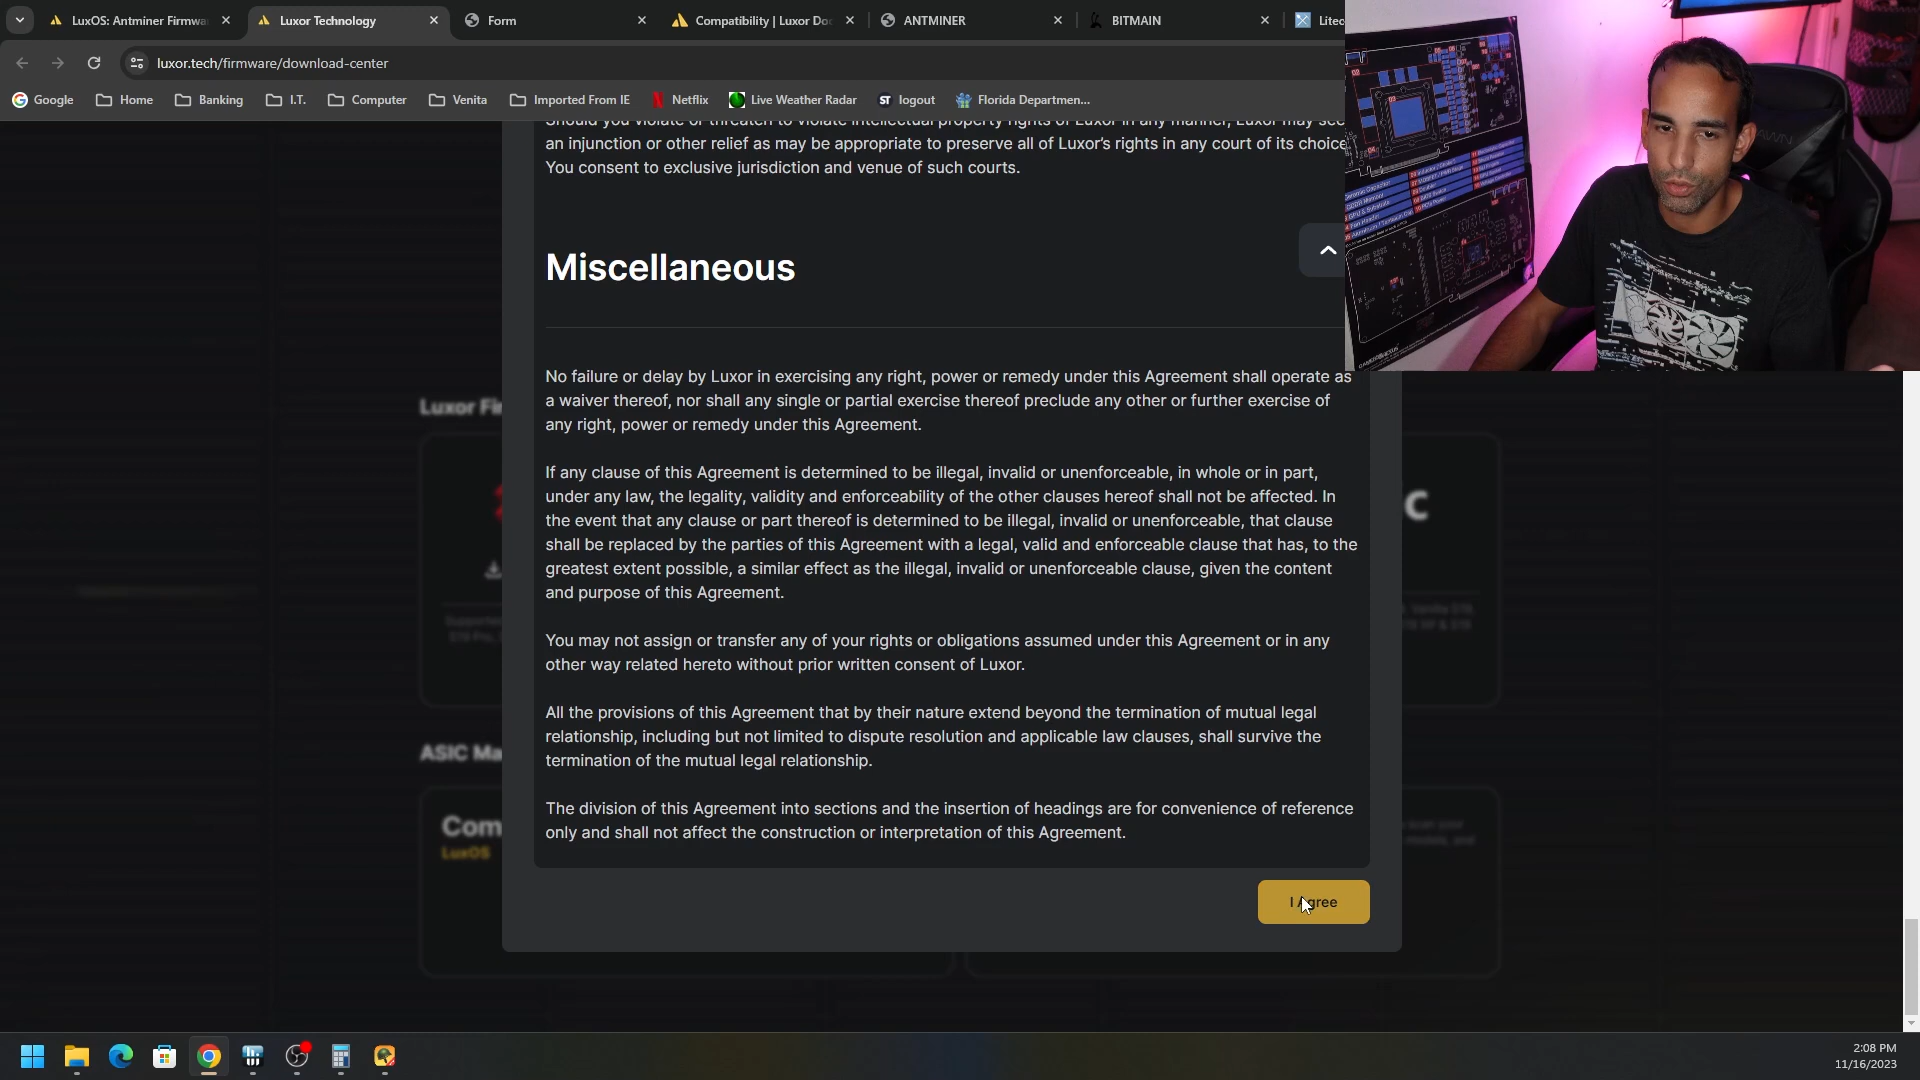 LuxOS: Antminer Firmwa
Luxor Technology
Form
Compatibility | Luxor Do
ANTMINER
BITMAIN
Litec
luxor.tech/firmware/download-center
Google
Home
Banking
I.T.
Computer
Venita
Imported From IE
Netflix
Live Weather Radar
ST logout
Florida Departmen...
Should you violate or threaten to violate intellectual property rights of Luxor in any manner, Luxor may see
an injunction or other relief as may be appropriate to preserve all of Luxor's rights in any court of its choice
You consent to exclusive jurisdiction and venue of such courts.
Miscellaneous
No failure or delay by Luxor in exercising any right, power or remedy under this Agreement shall operate as
a waiver thereof, nor shall any single or partial exercise thereof preclude any other or further exercise of
any right, power or remedy under this Agreement.
If any clause of this Agreement is determined to be illegal, invalid or unenforceable, in whole or in part,
under any law, the legality, validity and enforceability of the other clauses hereof shall not be affected. In
the event that any clause or part thereof is determined to be illegal, invalid or unenforceable, that clause
shall be replaced by the parties of this Agreement with a legal, valid and enforceable clause that has, to the
greatest extent possible, a similar effect as the illegal, invalid or unenforceable clause, given the content
and purpose of this Agreement.
You may not assign or transfer any of your rights or obligations assumed under this Agreement or in any
other way related hereto without prior written consent of Luxor.
All the provisions of this Agreement that by their nature extend beyond the termination of mutual legal
relationship, including but not limited to dispute resolution and applicable law clauses, shall survive the
termination of the mutual legal relationship.
The division of this Agreement into sections and the insertion of headings are for convenience of reference
only and shall not affect the construction or interpretation of this Agreement.
I Agree
Luxor Fi
ASIC Ma
Com
LuxOS
C
2:08 PM
11/16/2023